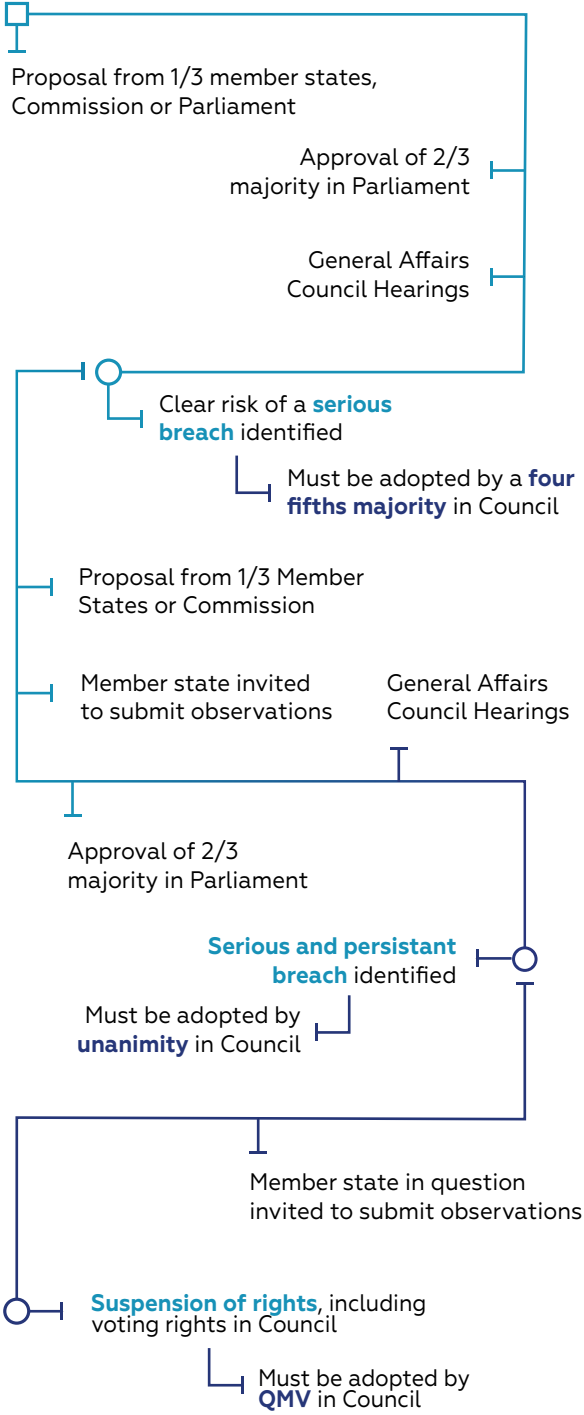 Proposal from 1/3 member states,
Commission or Parliament
Approval of 2/3
majority in Parliament
General Affairs
Council Hearings
Clear risk of a serious
breach identified
Must be adopted by a four
fifths majority in Council
Proposal from 1/3 Member
States or Commission
Member state invited
to submit observations
General Affairs
Council Hearings
Approval of 2/3
majority in Parliament
Serious and persistant
breach identified
Must be adopted by
unanimity in Council
Member state in question
invited to submit observations
Suspension of rights, including
voting rights in Council
Must be adopted by
QMV in Council